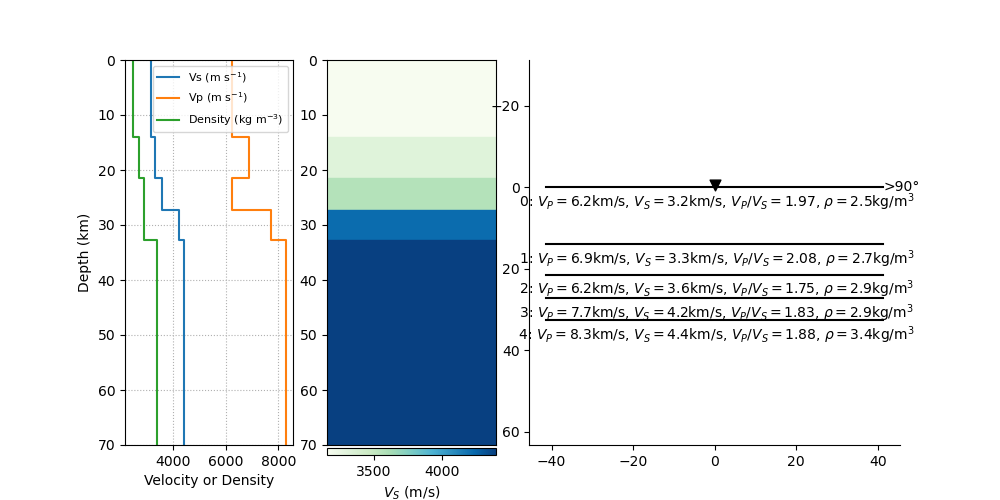 0
10
20
30
40
50
60
70
Depth (km)
Vs (m s⁻¹)
Vp (m s⁻¹)
Density (kg m⁻³)
4000 6000 8000
Velocity or Density
0
10
20
30
40
50
60
70
3500 4000
V_S (m/s)
−20
0
20
40
60
>90°
0: V_P = 6.2km/s, V_S = 3.2km/s, V_P/V_S = 1.97, ρ = 2.5kg/m³
1: V_P = 6.9km/s, V_S = 3.3km/s, V_P/V_S = 2.08, ρ = 2.7kg/m³
2: V_P = 6.2km/s, V_S = 3.6km/s, V_P/V_S = 1.75, ρ = 2.9kg/m³
3: V_P = 7.7km/s, V_S = 4.2km/s, V_P/V_S = 1.83, ρ = 2.9kg/m³
4: V_P = 8.3km/s, V_S = 4.4km/s, V_P/V_S = 1.88, ρ = 3.4kg/m³
−40 −20 0 20 40